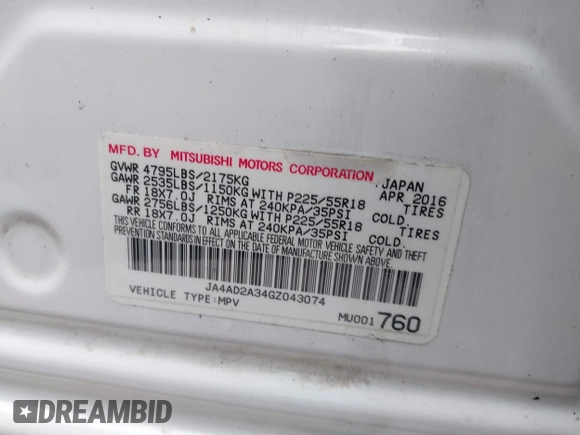 MFD. BY MITSUBISHI MOTORS CORPORATION JAPAN
GVWR 4795LBS/2175KG APR 2016
GAWR 2535LBS/1150KG WITH P225/55R18 TIRES
FR 18X7.0J RIMS AT 240KPA/35PSI COLD.
GAWR 2756LBS/1250KG WITH P225/55R18 TIRES
RR 18X7.0J RIMS AT 240KPA/35PSI COLD.
THIS VEHICLE CONFORMS TO ALL APPLICABLE FEDERAL MOTOR VEHICLE SAFETY AND THEFT
PREVENTION STANDARDS IN EFFECT ON THE DATE OF MANUFACTURE SHOWN ABOVE.
JA4AD2A34GZ043074
VEHICLE TYPE:MPV MU001 760
DREAMBID